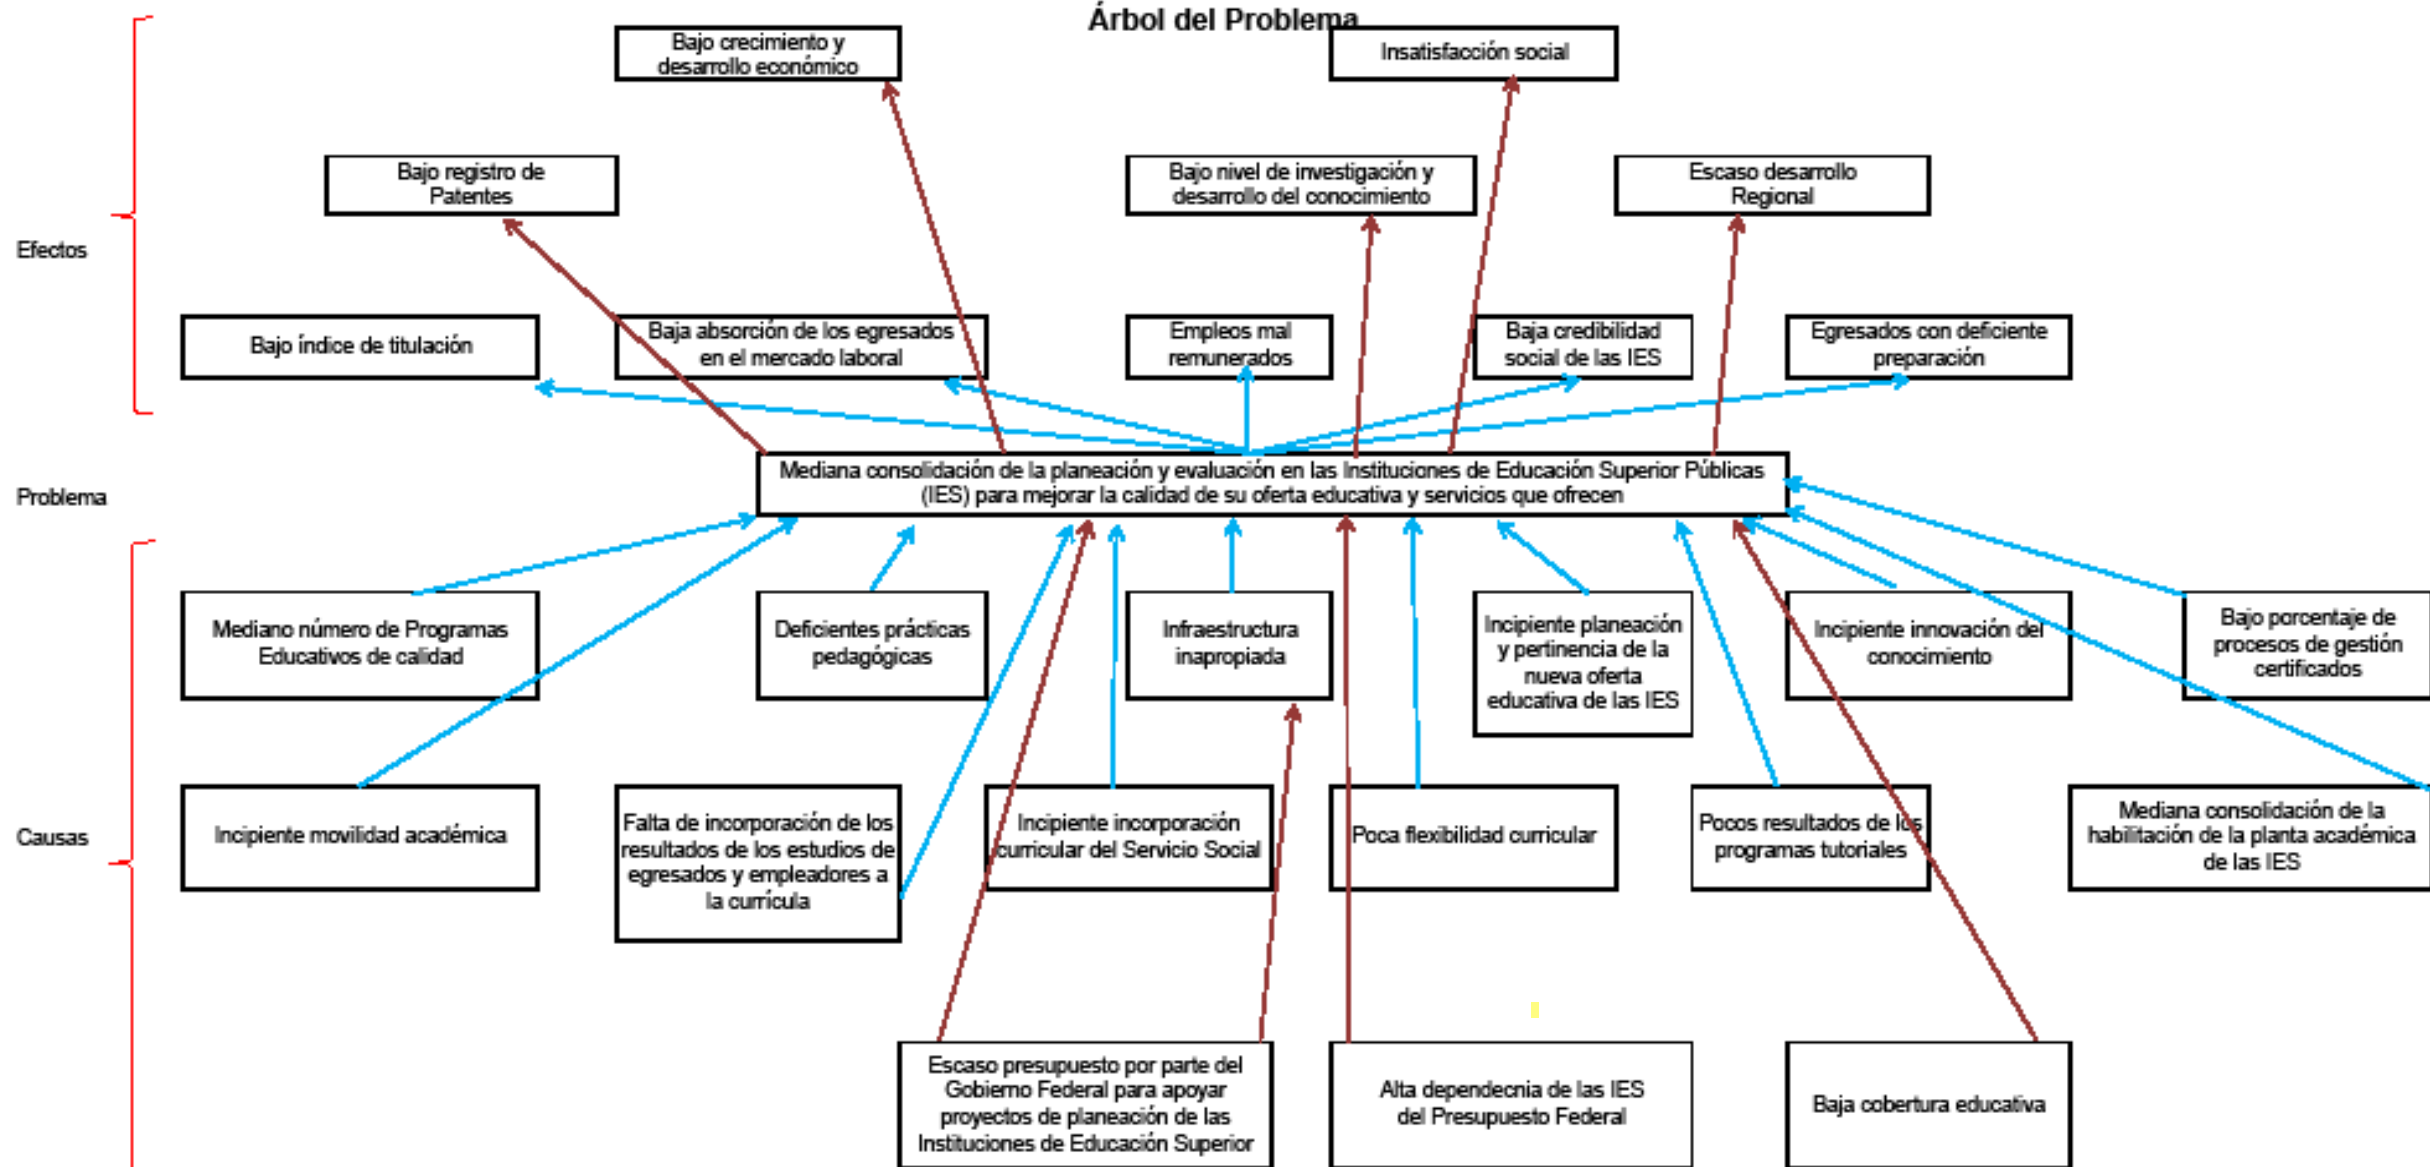 Árbol del Problema
Bajo crecimiento y
desarrollo económico
Insatisfacción social
Bajo registro de
Patentes
Bajo nivel de investigación y
desarrollo del conocimiento
Escaso desarrollo
Regional
Efectos
Bajo índice de titulación
Baja absorción de los egresados
en el mercado laboral
Empleos mal
remunerados
Baja credibilidad
social de las IES
Egresados con deficiente
preparación
Problema
Mediana consolidación de la planeación y evaluación en las Instituciones de Educación Superior Públicas
(IES) para mejorar la calidad de su oferta educativa y servicios que ofrecen
Mediano número de Programas
Educativos de calidad
Deficientes prácticas
pedagógicas
Infraestructura
inapropiada
Incipiente planeación
y pertinencia de la
nueva oferta
educativa de las IES
Incipiente innovación del
conocimiento
Bajo porcentaje de
procesos de gestión
certificados
Causas
Incipiente movilidad académica
Falta de incorporación de los
resultados de los estudios de
egresados y empleadores a
la currícula
Incipiente incorporación
curricular del Servicio Social
Poca flexibilidad curricular
Pocos resultados de los
programas tutoriales
Mediana consolidación de la
habilitación de la planta académica
de las IES
Escaso presupuesto por parte del
Gobierno Federal para apoyar
proyectos de planeación de las
Instituciones de Educación Superior
Alta dependecnia de las IES
del Presupuesto Federal
Baja cobertura educativa